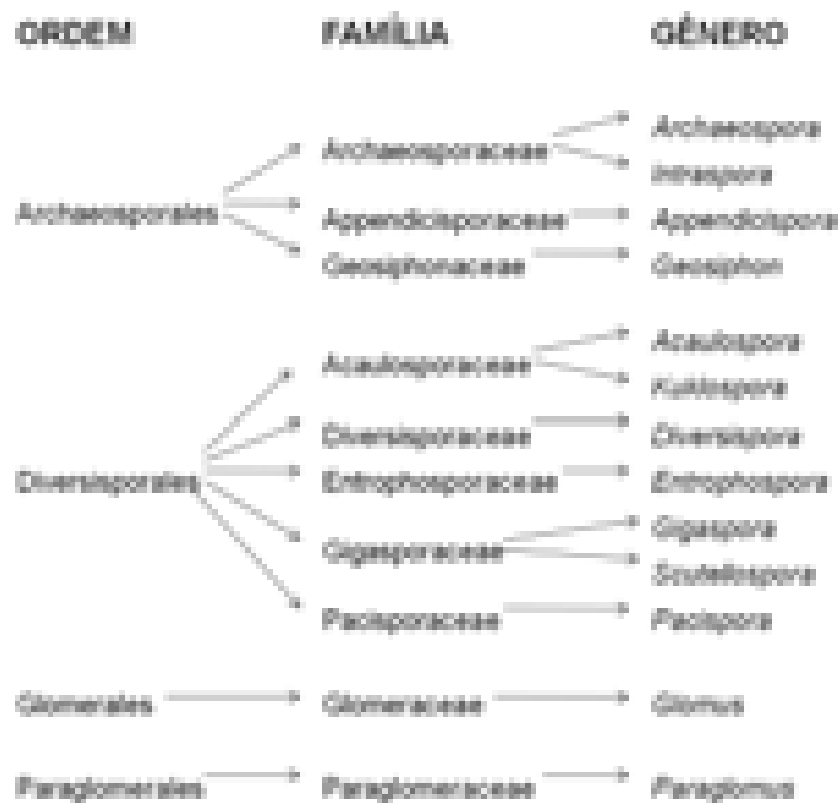 ORDEM FAMÍLIA GÊNERO
Archaeospora
Archaeosporaceae
Intraspora
Archaeosporales Appendicisporaceae Appendicispora
Geosiphonaceae Geosiphon
Acaulospora
Acaulosporaceae
Kuklospora
Diversisporaceae Diversispora
Diversisporales Entrophosporaceae Entrophospora
Gigaspora
Gigasporaceae
Scutellospora
Pacisporaceae Pacispora
Glomerales Glomeraceae Glomus
Paraglomerales Paraglomeraceae Paraglomus